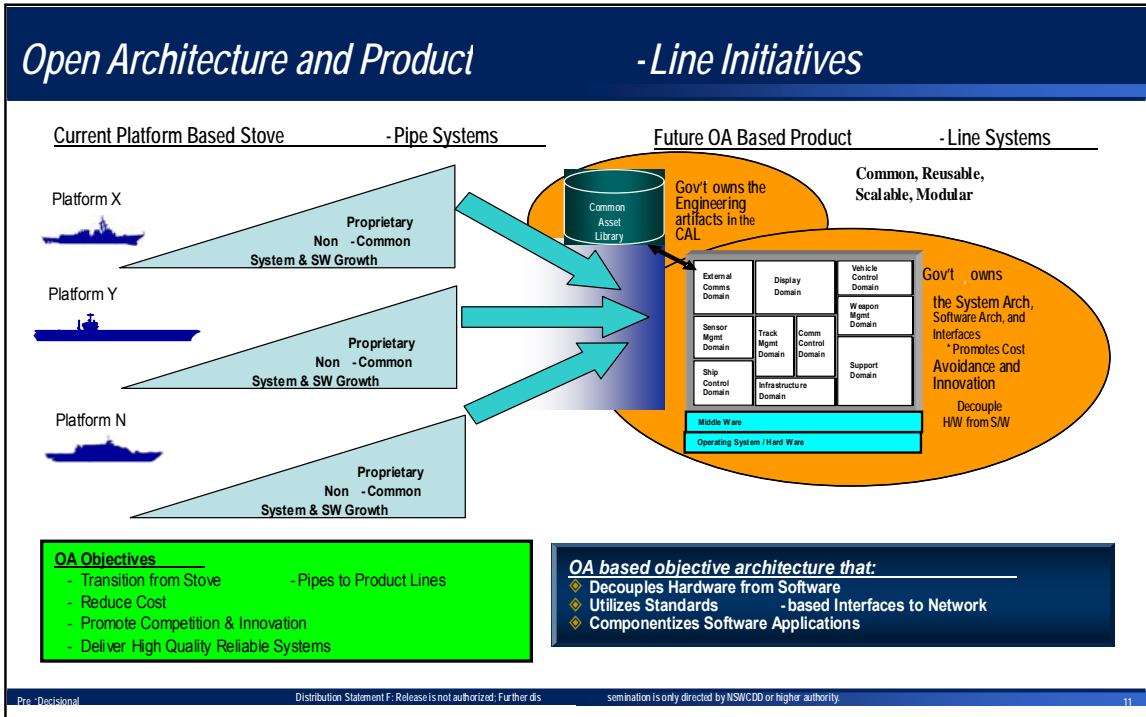 Open Architecture and Product - Line Initiatives
Current Platform Based Stove - Pipe Systems
Future OA Based Product - Line Systems
Platform X
Proprietary
Non - Common
System & SW Growth
Platform Y
Proprietary
Non - Common
System & SW Growth
Platform N
Proprietary
Non - Common
System & SW Growth
Common
Asset
Library
Gov't owns the
Engineering
artifacts in the
CAL
Common, Reusable,
Scalable, Modular
External
Comms
Domain
Display
Domain
Vehicle
Control
Domain
Weapon
Mgmt
Domain
Sensor
Mgmt
Domain
Track
Mgmt
Domain
Comm
Control
Domain
Support
Domain
Ship
Control
Domain
Infrastructure
Domain
Middle Ware
Operating System / Hard Ware
Gov't owns
the System Arch,
Software Arch, and
Interfaces
*Promotes Cost
Avoidance and
Innovation
Decouple
H/W from S/W
OA Objectives
- Transition from Stove - Pipes to Product Lines
- Reduce Cost
- Promote Competition & Innovation
- Deliver High Quality Reliable Systems
OA based objective architecture that:
Decouples Hardware from Software
Utilizes Standards - based Interfaces to Network
Componentizes Software Applications
Pre -Decisional
Distribution Statement F: Release is not authorized; Further dis semination is only directed by NSWCDD or higher authority.
11